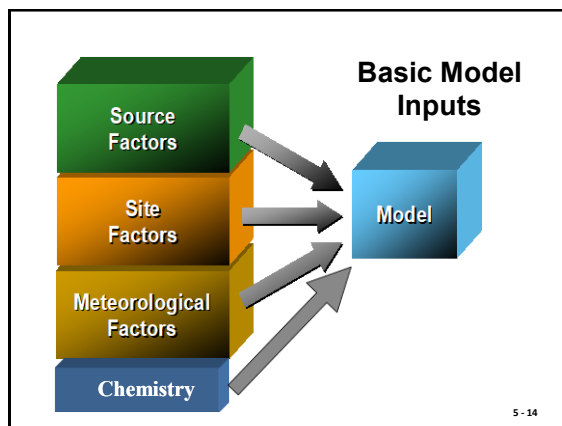 Basic Model
Inputs
Source
Factors
Site
Factors
Meteorological
Factors
Chemistry
Model
5 - 14